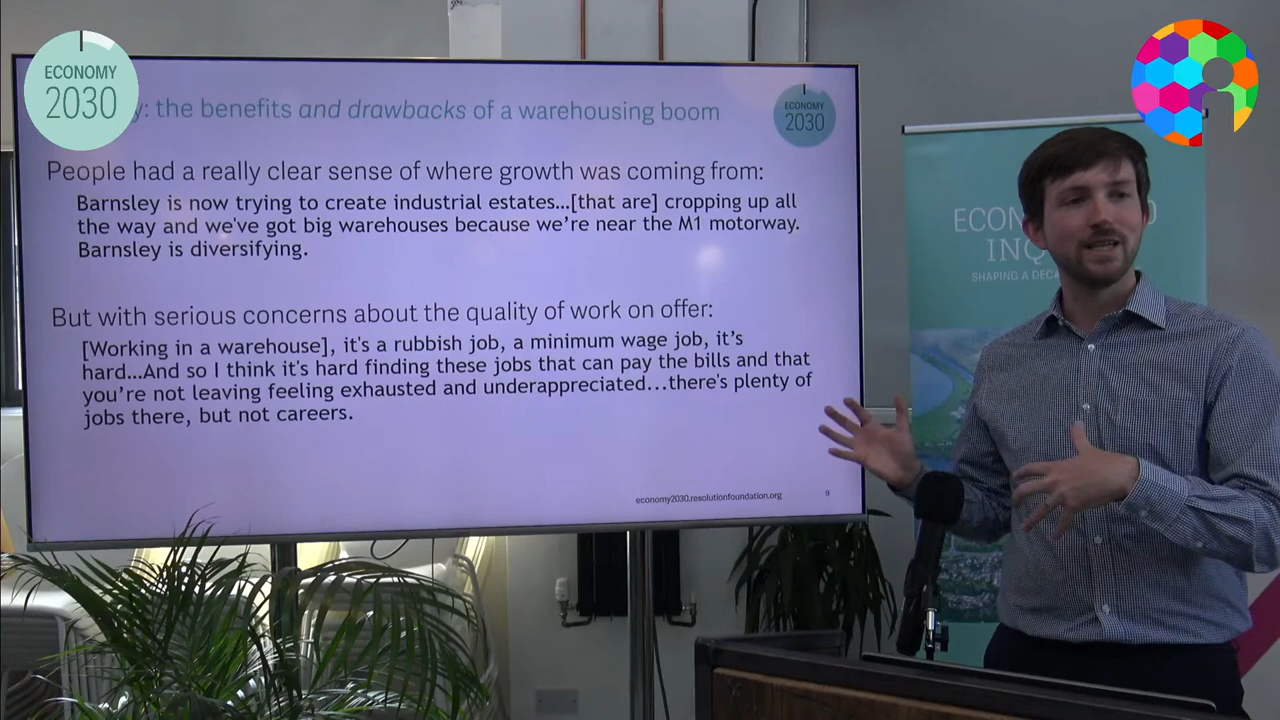 ECONOMY
2030
y: the benefits and drawbacks of a warehousing boom
ECONOMY
2030
People had a really clear sense of where growth was coming from:
Barnsley is now trying to create industrial estates...[that are] cropping up all
the way and we've got big warehouses because we're near the M1 motorway.
Barnsley is diversifying.
But with serious concerns about the quality of work on offer:
[Working in a warehouse], it's a rubbish job, a minimum wage job, it's
hard...And so I think it's hard finding these jobs that can pay the bills and that
you're not leaving feeling exhausted and underappreciated...there's plenty of
jobs there, but not careers.
economy2030.resolutionfoundation.org
9
ECON
INQ
SHAPING A DECA